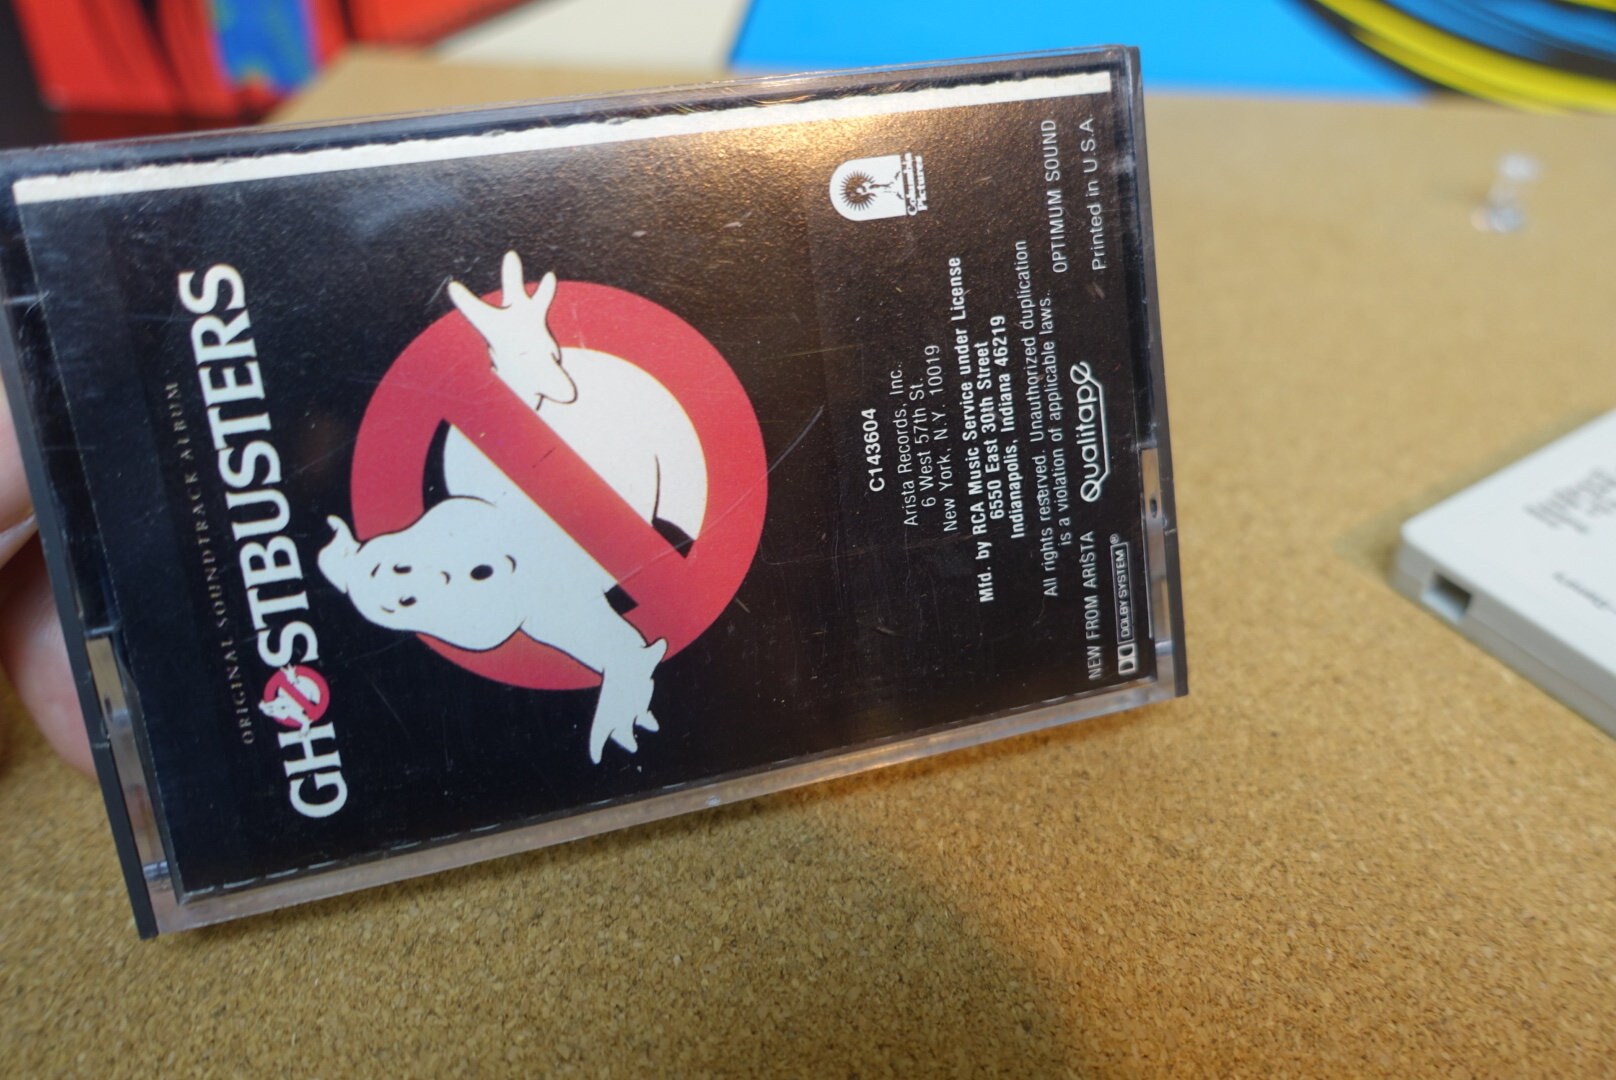 ORIGINAL SOUNDTRACK ALBUM
GHOSTBUSTERS
C143604
Arista Records, Inc.
6 West 57th St.
New York, N.Y. 10019
Mfd. by RCA Music Service under License
6550 East 30th Street
Indianapolis, Indiana 46219
All rights reserved. Unauthorized duplication
is a violation of applicable laws.
NEW FROM ARISTA Qualitape OPTIMUM SOUND
DOLBY SYSTEM® Printed in U.S.A.
Columbia
Pictures